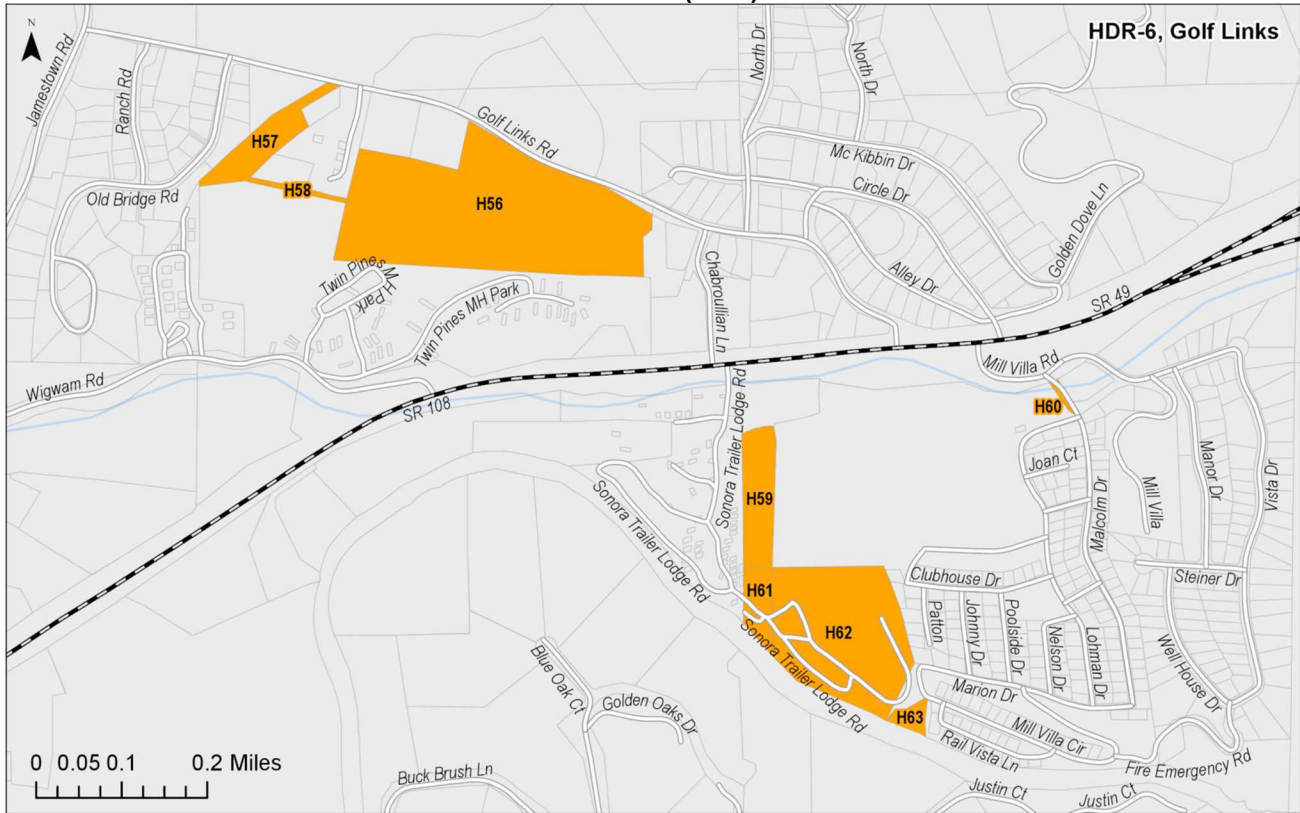 HDR-6, Golf Links
N
Jamestown Rd
Ranch Rd
Old Bridge Rd
H57
H58
H56
Golf Links Rd
North Dr
North Dr
Mc Kibbin Dr
Circle Dr
Alley Dr
Golden Dove Ln
Chabroullian Ln
Twin Pines M
H Park
Twin Pines MH Park
Wigwam Rd
SR 108
SR 49
Mill Villa Rd
H60
Joan Ct
Malcolm Dr
Mill Villa
Manor Dr
Vista Dr
Steiner Dr
Well House Dr
Sonora Trailer Lodge Rd
Sonora Trailer Lodge Rd
Sonora Trailer Lodge Rd
H59
H61
H62
H63
Clubhouse Dr
Patton
Johnny Dr
Poolside Dr
Nelson Dr
Lohman Dr
Marion Dr
Mill Villa Cir
Rail Vista Ln
Fire Emergency Rd
Blue Oak Ct
Golden Oaks Dr
Buck Brush Ln
Justin Ct
Justin Ct
0 0.05 0.1 0.2 Miles